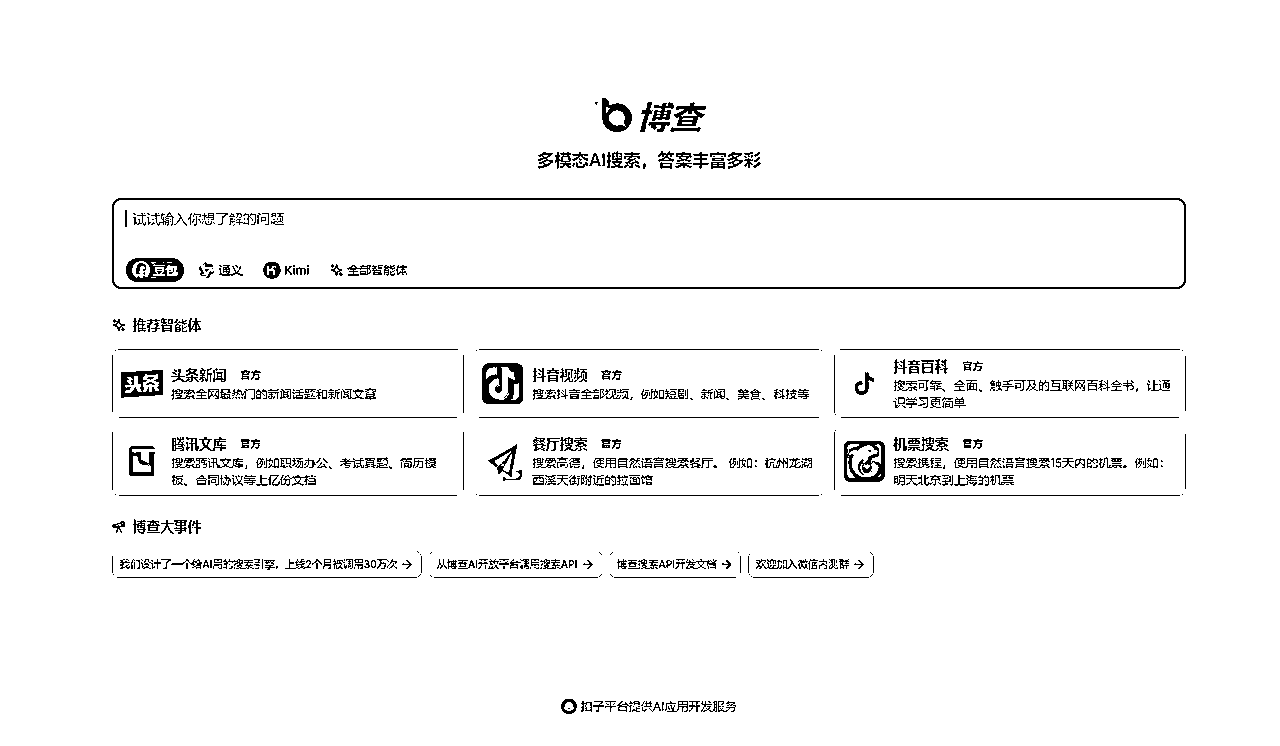 博查
多模态AI搜索，答案丰富多彩
试试输入你想了解的问题
豆包 通义 Kimi 全部智能体
推荐智能体
头条
头条新闻 官方
搜索全网最热门的新闻话题和新闻文章
抖音视频 官方
搜索抖音全部视频，例如短剧、新闻、美食、科技等
抖音百科 官方
搜索可靠、全面、触手可及的互联网百科全书，让通
识学习更简单
腾讯文库 官方
搜索腾讯文库，例如职场办公、考试真题、简历模
板、合同协议等上亿份文档
餐厅搜索 官方
搜索高德，使用自然语言搜索餐厅。 例如：杭州龙湖
西溪天街附近的拉面馆
机票搜索 官方
搜索携程，使用自然语言搜索15天内的机票。例如：
明天北京到上海的机票
博查大事件
我们设计了一个给AI用的搜索引擎，上线2个月被调用30万次 →
从博查AI开放平台调用搜索API →
博查搜索API开发文档 →
欢迎加入微信内测群 →
扣子平台提供AI应用开发服务